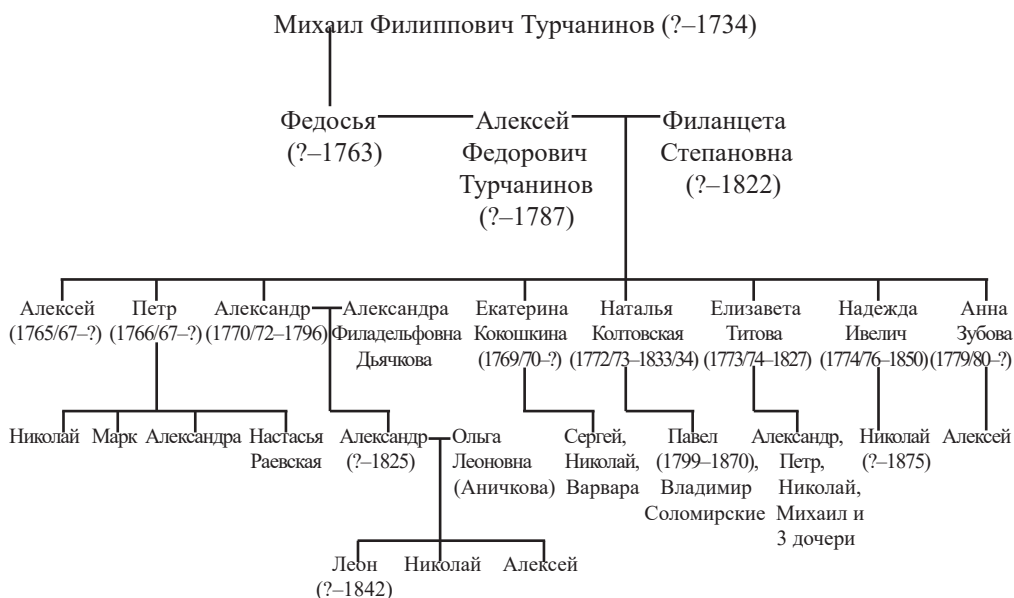 Михаил Филиппович Турчанинов (?–1734)
Федосья
(?–1763)
Алексей
Федорович
Турчанинов
(?–1787)
Филанцета
Степановна
(?–1822)
Алексей
(1765/67–?)
Петр
(1766/67–?)
Александр
(1770/72–1796)
Александра
Филадельфовна
Дьячкова
Екатерина
Кокошкина
(1769/70–?)
Наталья
Колтовская
(1772/73–1833/34)
Елизавета
Титова
(1773/74–1827)
Надежда
Ивелич
(1774/76–1850)
Анна
Зубова
(1779/80–?)
Николай
Марк
Александра
Настасья
Раевская
Александр
(?–1825)
Ольга
Леоновна
(Аничкова)
Сергей,
Николай,
Варвара
Павел
(1799–1870),
Владимир
Соломирские
Александр,
Петр,
Николай,
Михаил и
3 дочери
Николай
(?–1875)
Алексей
Леон
(?–1842)
Николай
Алексей